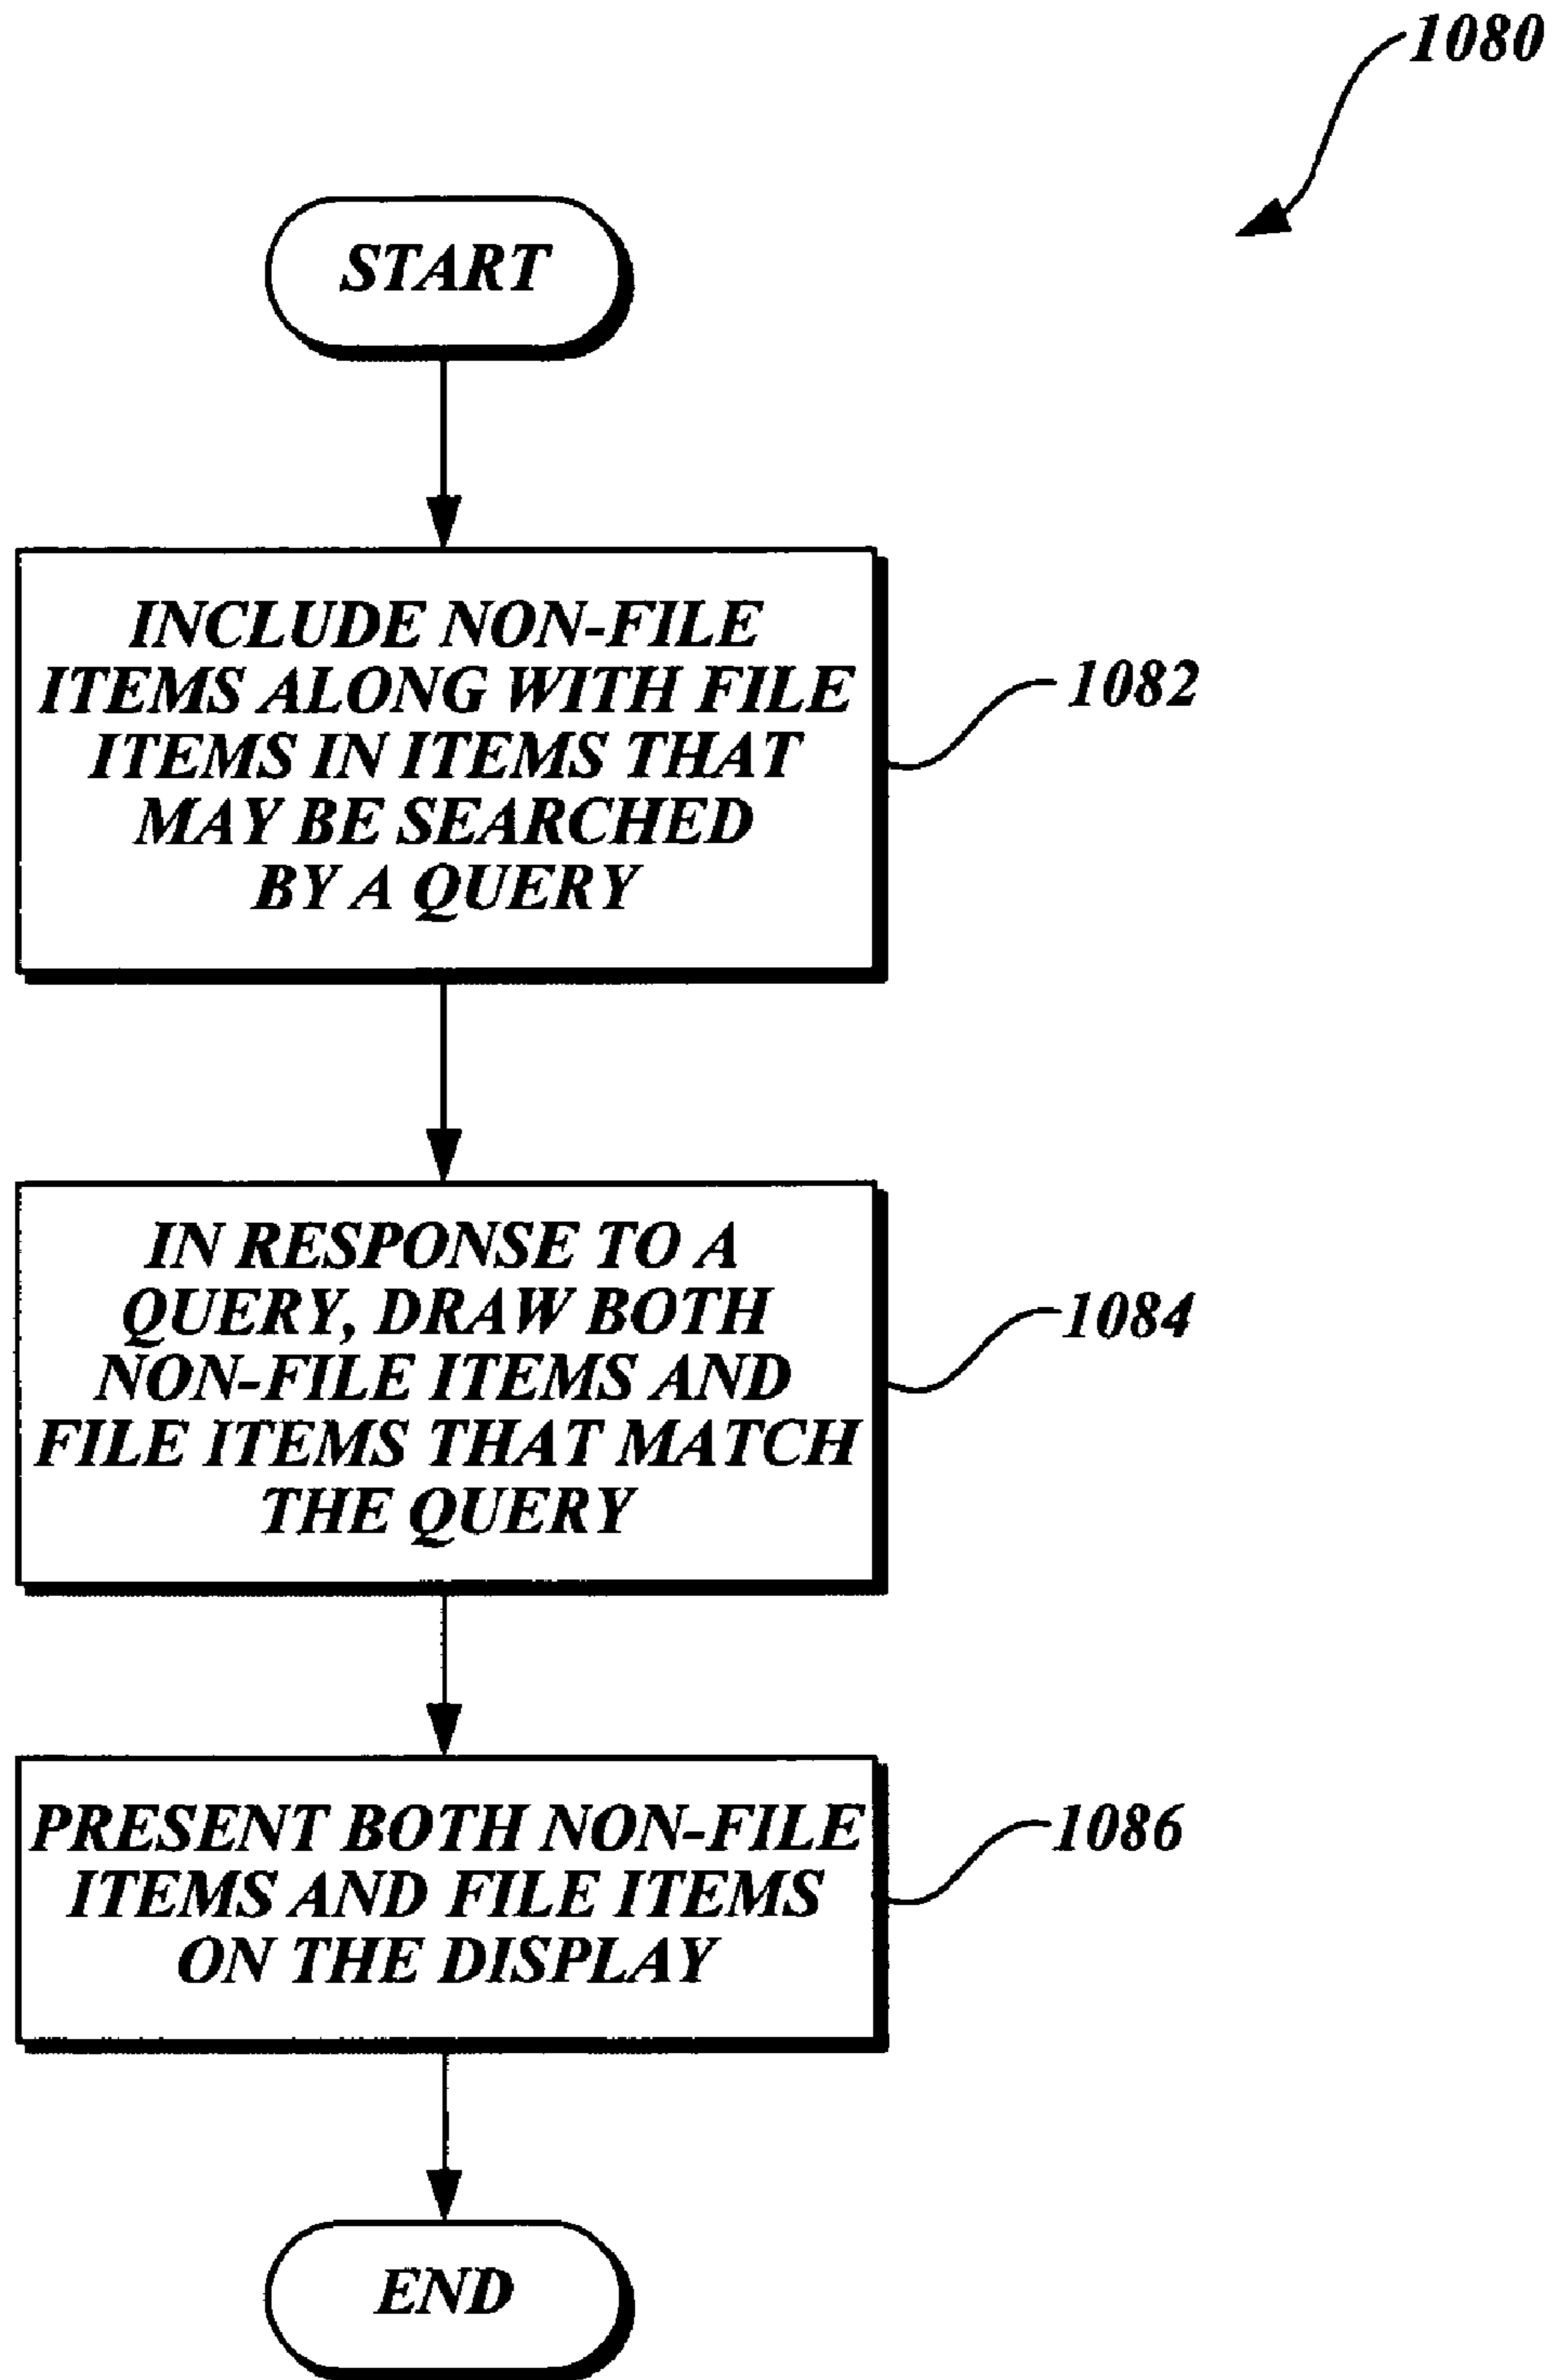 1080
START
INCLUDE NON-FILE
ITEMS ALONG WITH FILE
ITEMS IN ITEMS THAT
MAY BE SEARCHED
BY A QUERY
1082
IN RESPONSE TO A
QUERY, DRAW BOTH
NON-FILE ITEMS AND
FILE ITEMS THAT MATCH
THE QUERY
1084
PRESENT BOTH NON-FILE
ITEMS AND FILE ITEMS
ON THE DISPLAY
1086
END